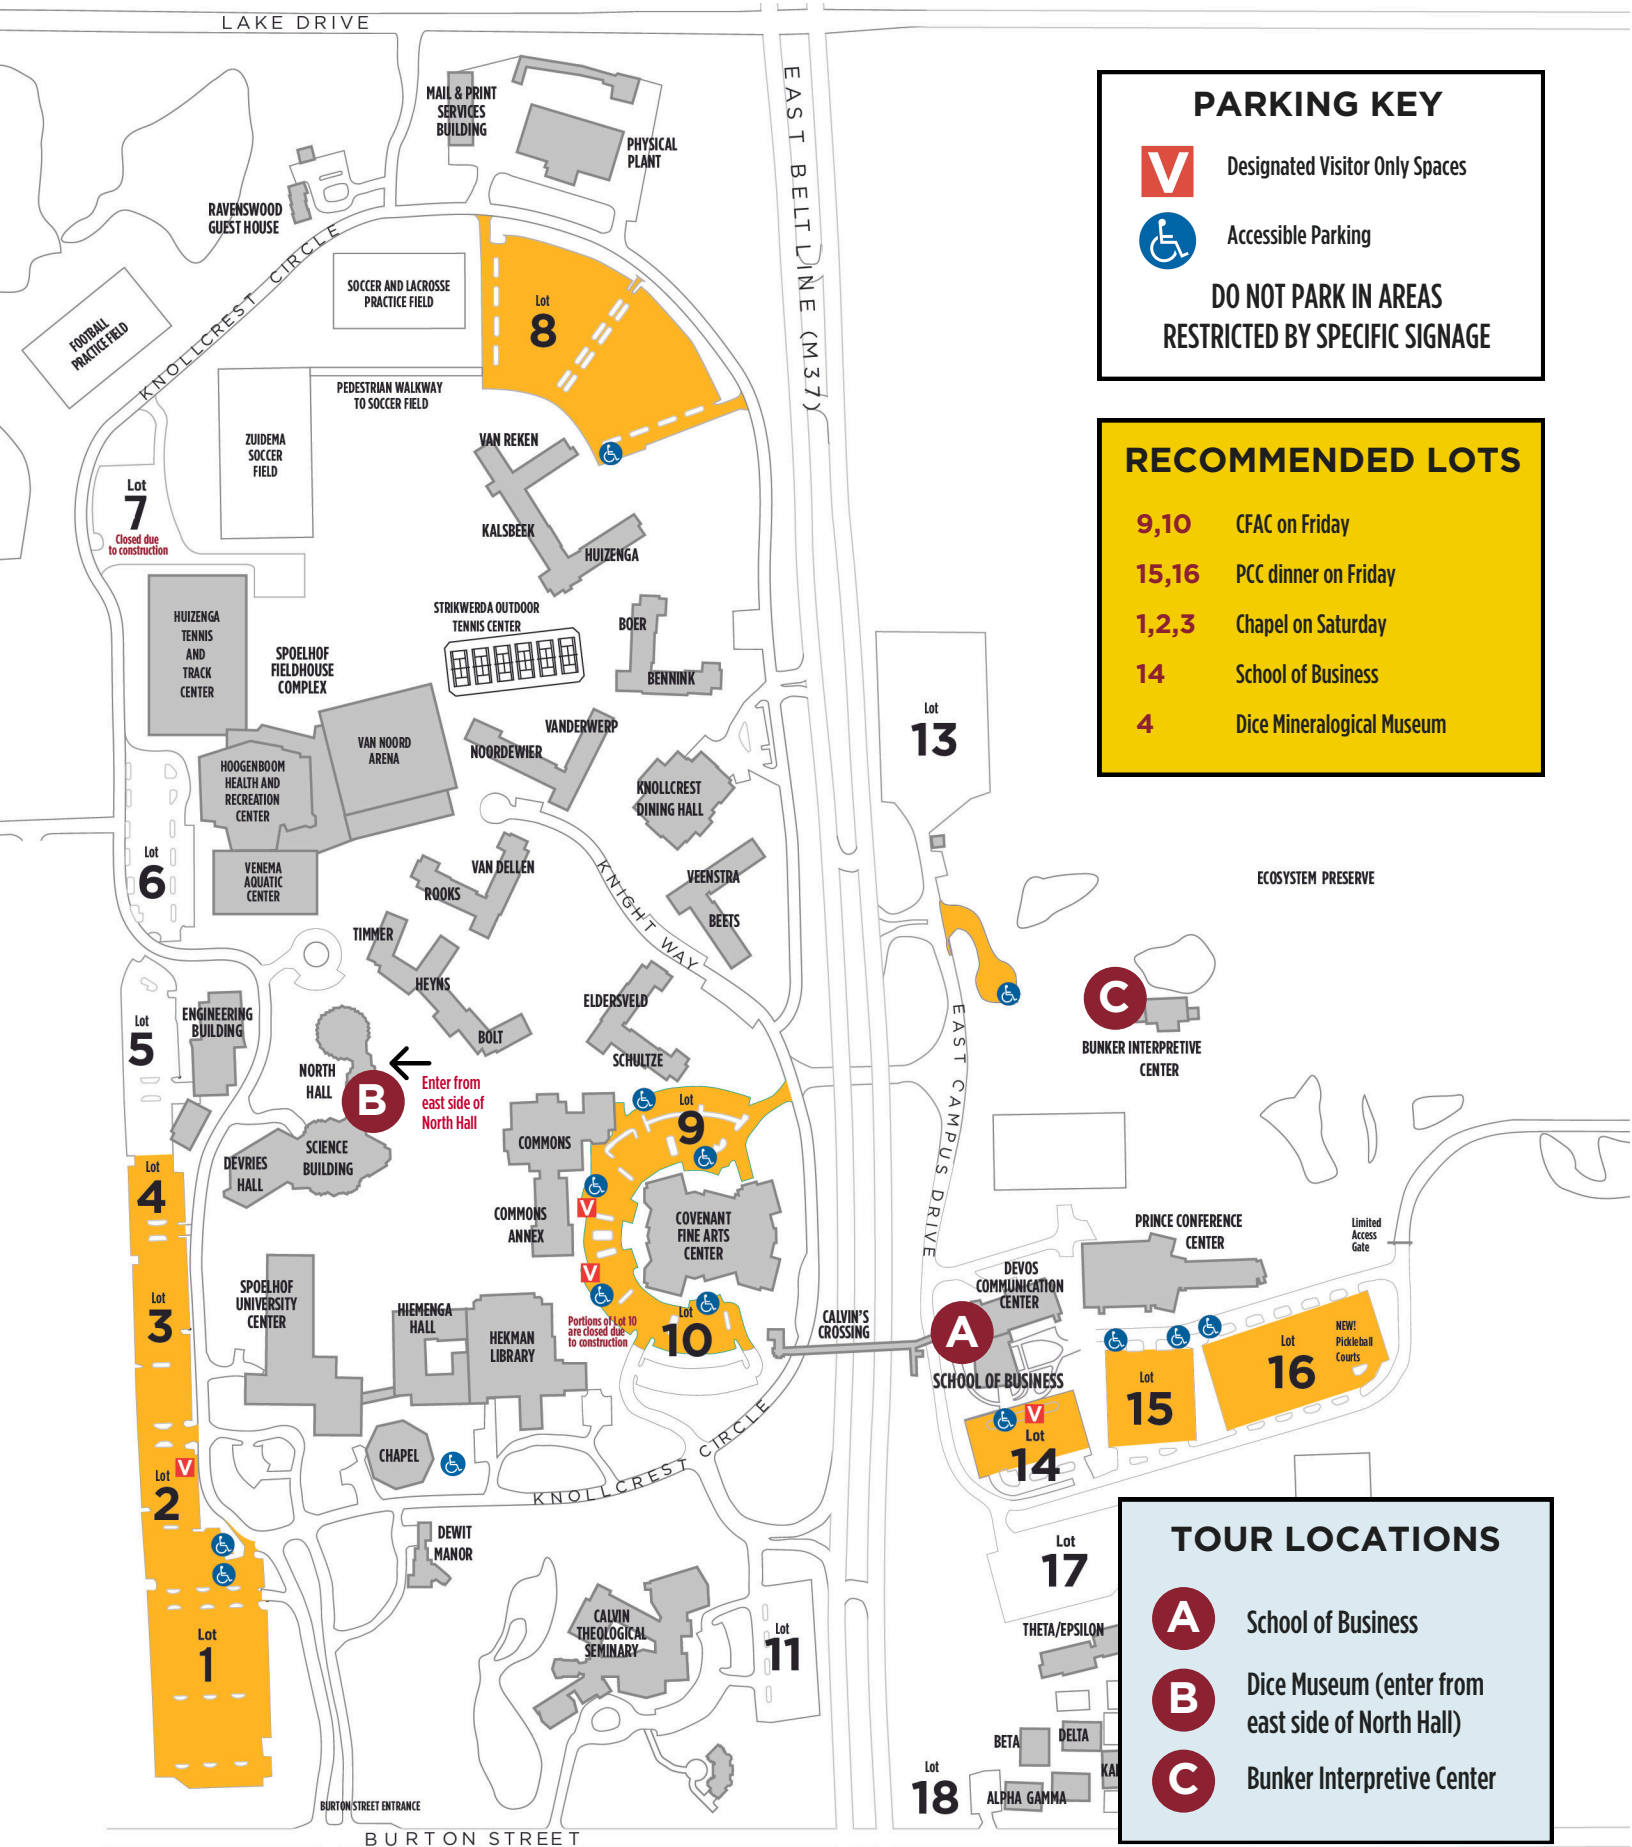 LAKE DRIVE
EAST BELT LINE (M37)
MAIL & PRINT
SERVICES
BUILDING
PHYSICAL
PLANT
RAVENSWOOD
GUEST HOUSE
KNOLLCREST CIRCLE
SOCCER AND LACROSSE
PRACTICE FIELD
FOOTBALL
PRACTICE FIELD
Lot
8
PEDESTRIAN WALKWAY
TO SOCCER FIELD
ZUIDEMA
SOCCER
FIELD
VAN REKEN
KALSBEEK
HUIZENGA
Lot
7
Closed due
to construction
HUIZENGA
TENNIS
AND
TRACK
CENTER
SPOELHOF
FIELDHOUSE
COMPLEX
STRIKWERDA OUTDOOR
TENNIS CENTER
BOER
BENNINK
VAN NOORD
ARENA
HOOGENBOOM
HEALTH AND
RECREATION
CENTER
NOORDEWIER
VANDERWERP
KNOLLCREST
DINING HALL
Lot
13
Lot
6
VENEMA
AQUATIC
CENTER
VAN DELLEN
ROOKS
KNIGHT WAY
VEENSTRA
BEETS
TIMMER
HEYNS
BOLT
ELDERSVELD
SCHULTZE
Lot
5
ENGINEERING
BUILDING
NORTH
HALL
B
Enter from
east side of
North Hall
SCIENCE
BUILDING
DEVRIES
HALL
COMMONS
COMMONS
ANNEX
Lot
9
V
V
COVENANT
FINE ARTS
CENTER
Portions of Lot 10
are closed due
to construction
Lot
10
Lot
4
Lot
3
SPOELHOF
UNIVERSITY
CENTER
HIEMENGA
HALL
HEKMAN
LIBRARY
CALVIN'S
CROSSING
CHAPEL
Lot
V
2
KNOLLCREST CIRCLE
DEWIT
MANOR
Lot
1
CALVIN
THEOLOGICAL
SEMINARY
Lot
11
BURTON STREET ENTRANCE
BURTON STREET
EAST CAMPUS DRIVE
ECOSYSTEM PRESERVE
C
BUNKER INTERPRETIVE
CENTER
PRINCE CONFERENCE
CENTER
Limited
Access
Gate
DEVOS
COMMUNICATION
CENTER
A
SCHOOL OF BUSINESS
V
Lot
14
Lot
15
Lot
16
NEW!
Pickleball
Courts
Lot
17
THETA/EPSILON
BETA
DELTA
KA
ALPHA GAMMA
Lot
18
PARKING KEY
V
Designated Visitor Only Spaces
Accessible Parking
DO NOT PARK IN AREAS
RESTRICTED BY SPECIFIC SIGNAGE
RECOMMENDED LOTS
9,10 CFAC on Friday
15,16 PCC dinner on Friday
1,2,3 Chapel on Saturday
14 School of Business
4 Dice Mineralogical Museum
TOUR LOCATIONS
A School of Business
B Dice Museum (enter from
east side of North Hall)
C Bunker Interpretive Center